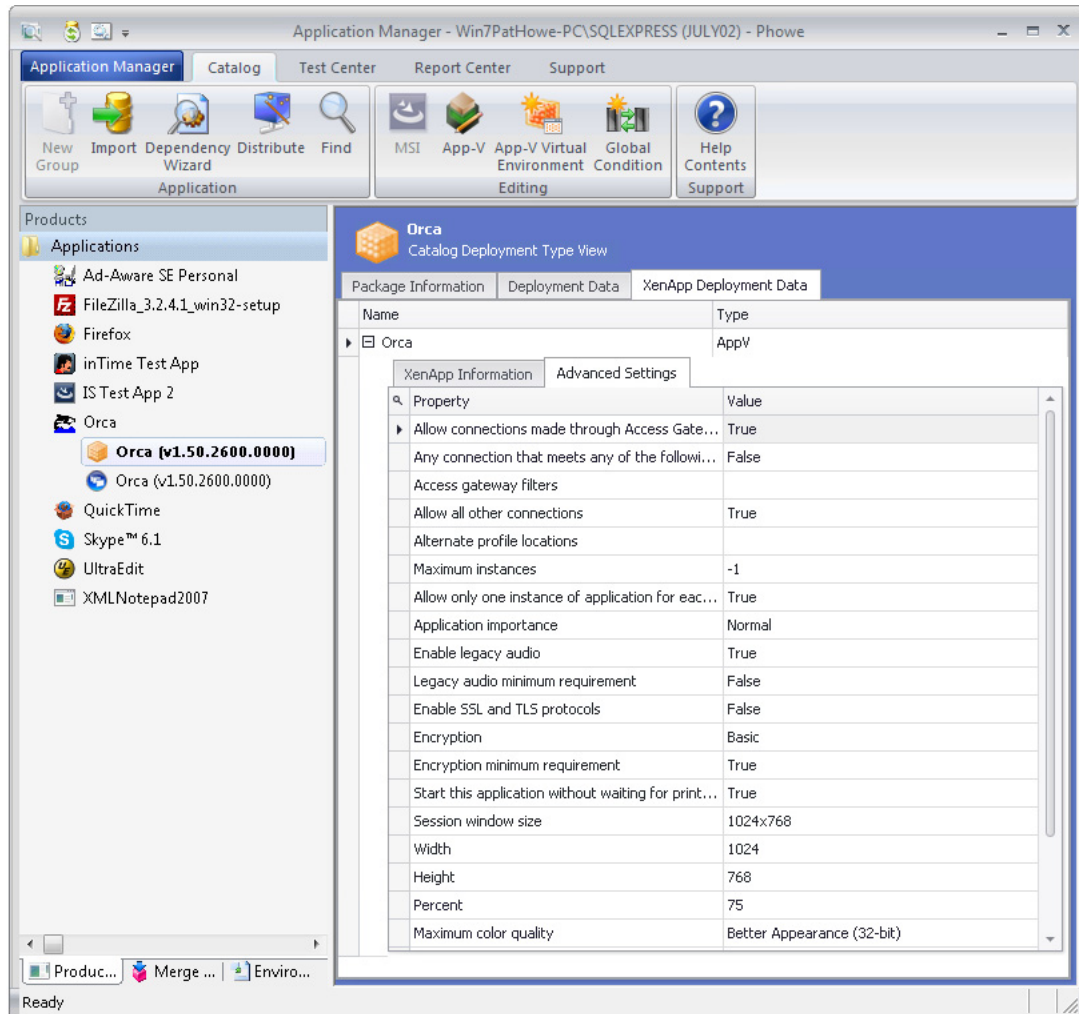 Application Manager - Win7PatHowe-PC\SQLEXPRESS (JULY02) - Phowe
Application Manager Catalog Test Center Report Center Support
New Group Import Dependency Wizard Distribute Find MSI App-V App-V Virtual Environment Global Condition Help Contents
Application Editing Support
Products
Applications
Ad-Aware SE Personal
FileZilla_3.2.4.1_win32-setup
Firefox
inTime Test App
IS Test App 2
Orca
Orca (v1.50.2600.0000)
Orca (v1.50.2600.0000)
QuickTime
Skype™ 6.1
UltraEdit
XMLNotepad2007
Produc... Merge ... Enviro...
Orca
Catalog Deployment Type View
Package Information Deployment Data XenApp Deployment Data
Name Type
Orca AppV
XenApp Information Advanced Settings
Property Value
Allow connections made through Access Gate... True
Any connection that meets any of the followi... False
Access gateway filters
Allow all other connections True
Alternate profile locations
Maximum instances -1
Allow only one instance of application for eac... True
Application importance Normal
Enable legacy audio True
Legacy audio minimum requirement False
Enable SSL and TLS protocols False
Encryption Basic
Encryption minimum requirement True
Start this application without waiting for print... True
Session window size 1024x768
Width 1024
Height 768
Percent 75
Maximum color quality Better Appearance (32-bit)
Ready